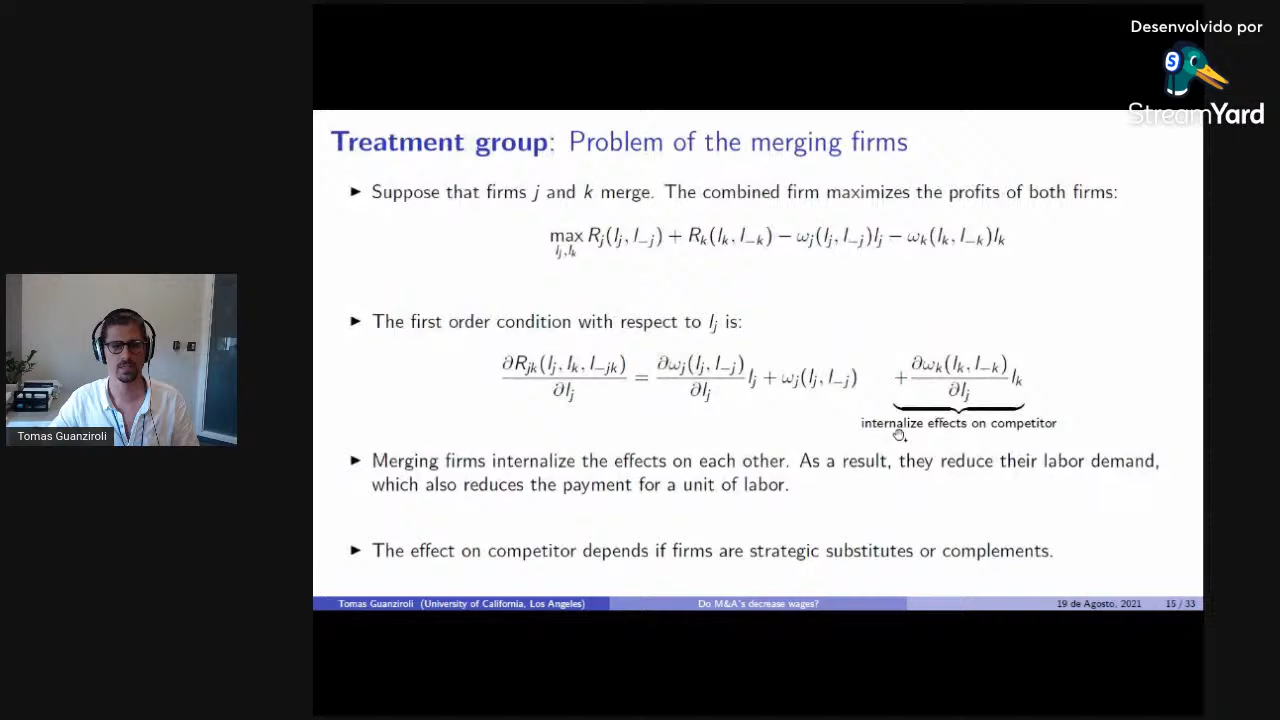 Desenvolvido por
StreamYard
Treatment group: Problem of the merging firms
► Suppose that firms j and k merge. The combined firm maximizes the profits of both firms:
max R_j(l_j, l_{-j}) + R_k(l_k, l_{-k}) − ω_j(l_j, l_{-j})l_j − ω_k(l_k, l_{-k})l_k
l_j,l_k
► The first order condition with respect to l_j is:
∂R_{jk}(l_j, l_k, l_{-jk})/∂l_j = ∂ω_j(l_j, l_{-j})/∂l_j l_j + ω_j(l_j, l_{-j}) + ∂ω_k(l_k, l_{-k})/∂l_j l_k
internalize effects on competitor
► Merging firms internalize the effects on each other. As a result, they reduce their labor demand,
which also reduces the payment for a unit of labor.
► The effect on competitor depends if firms are strategic substitutes or complements.
Tomas Guanziroli (University of California, Los Angeles) Do M&A's decrease wages? 19 de Agosto, 2021 15 / 33
Tomas Guanziroli